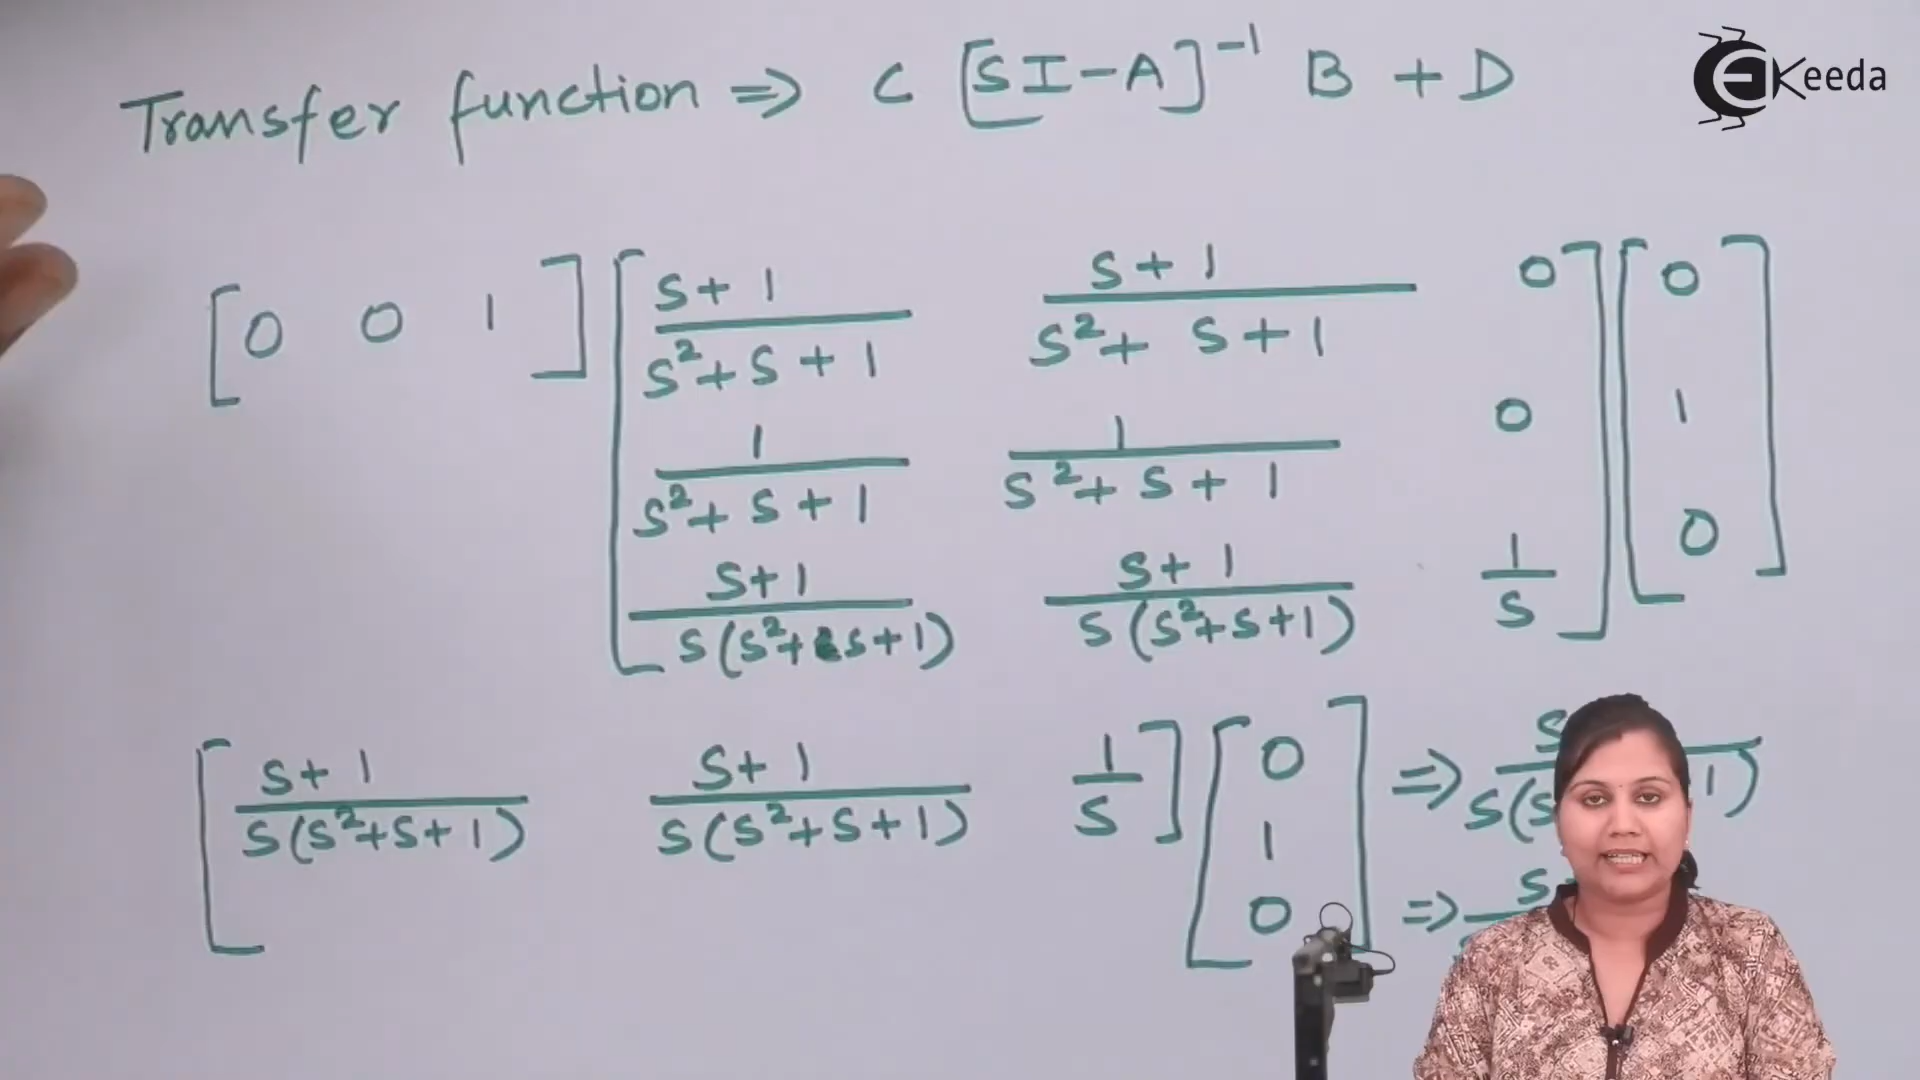 Transfer function ⇒ C [SI-A]⁻¹ B + D
EKeeda
[0 0 1] [ s+1/s²+s+1 s+1/s²+s+1 0 ] [0]
1/s²+s+1 1/s²+s+1 0 1
s+1/s(s²+s+1) s+1/s(s²+s+1) 1/s 0
[ s+1/s(s²+s+1) s+1/s(s²+s+1) 1/s ] [0 1 0] ⇒
⇒